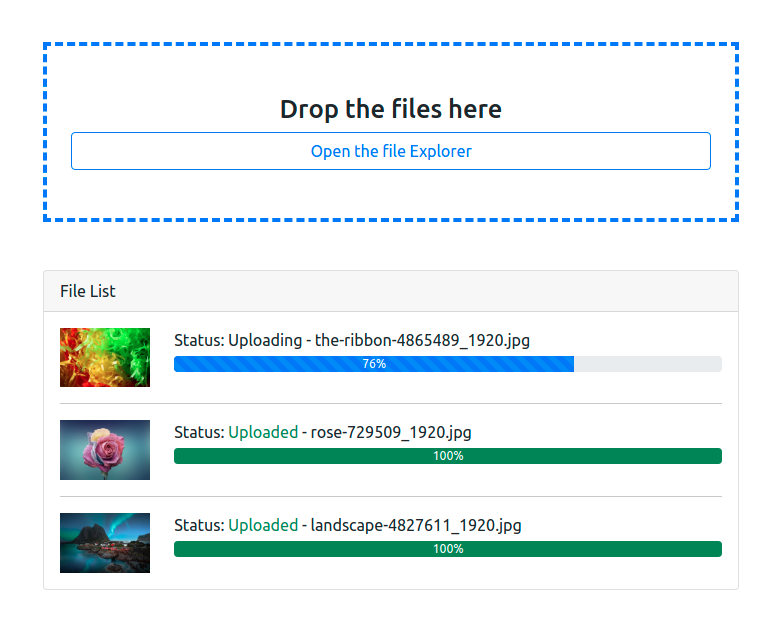 Drop the files here
Open the file Explorer
File List
Status: Uploading - the-ribbon-4865489_1920.jpg
76%
Status: Uploaded - rose-729509_1920.jpg
100%
Status: Uploaded - landscape-4827611_1920.jpg
100%